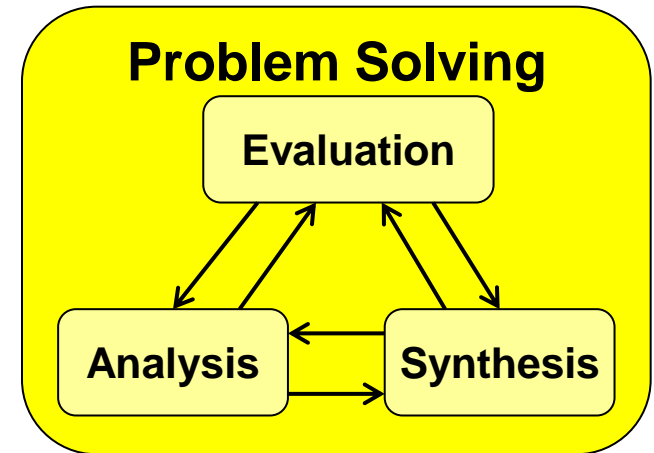 Problem Solving
Evaluation
Analysis
Synthesis